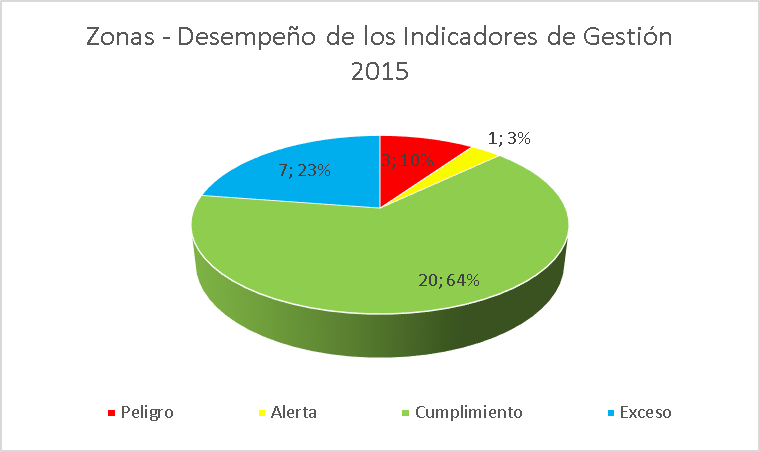 Zonas - Desempeño de los Indicadores de Gestión
2015
1; 3%
3; 10%
7; 23%
20; 64%
Peligro Alerta Cumplimiento Exceso